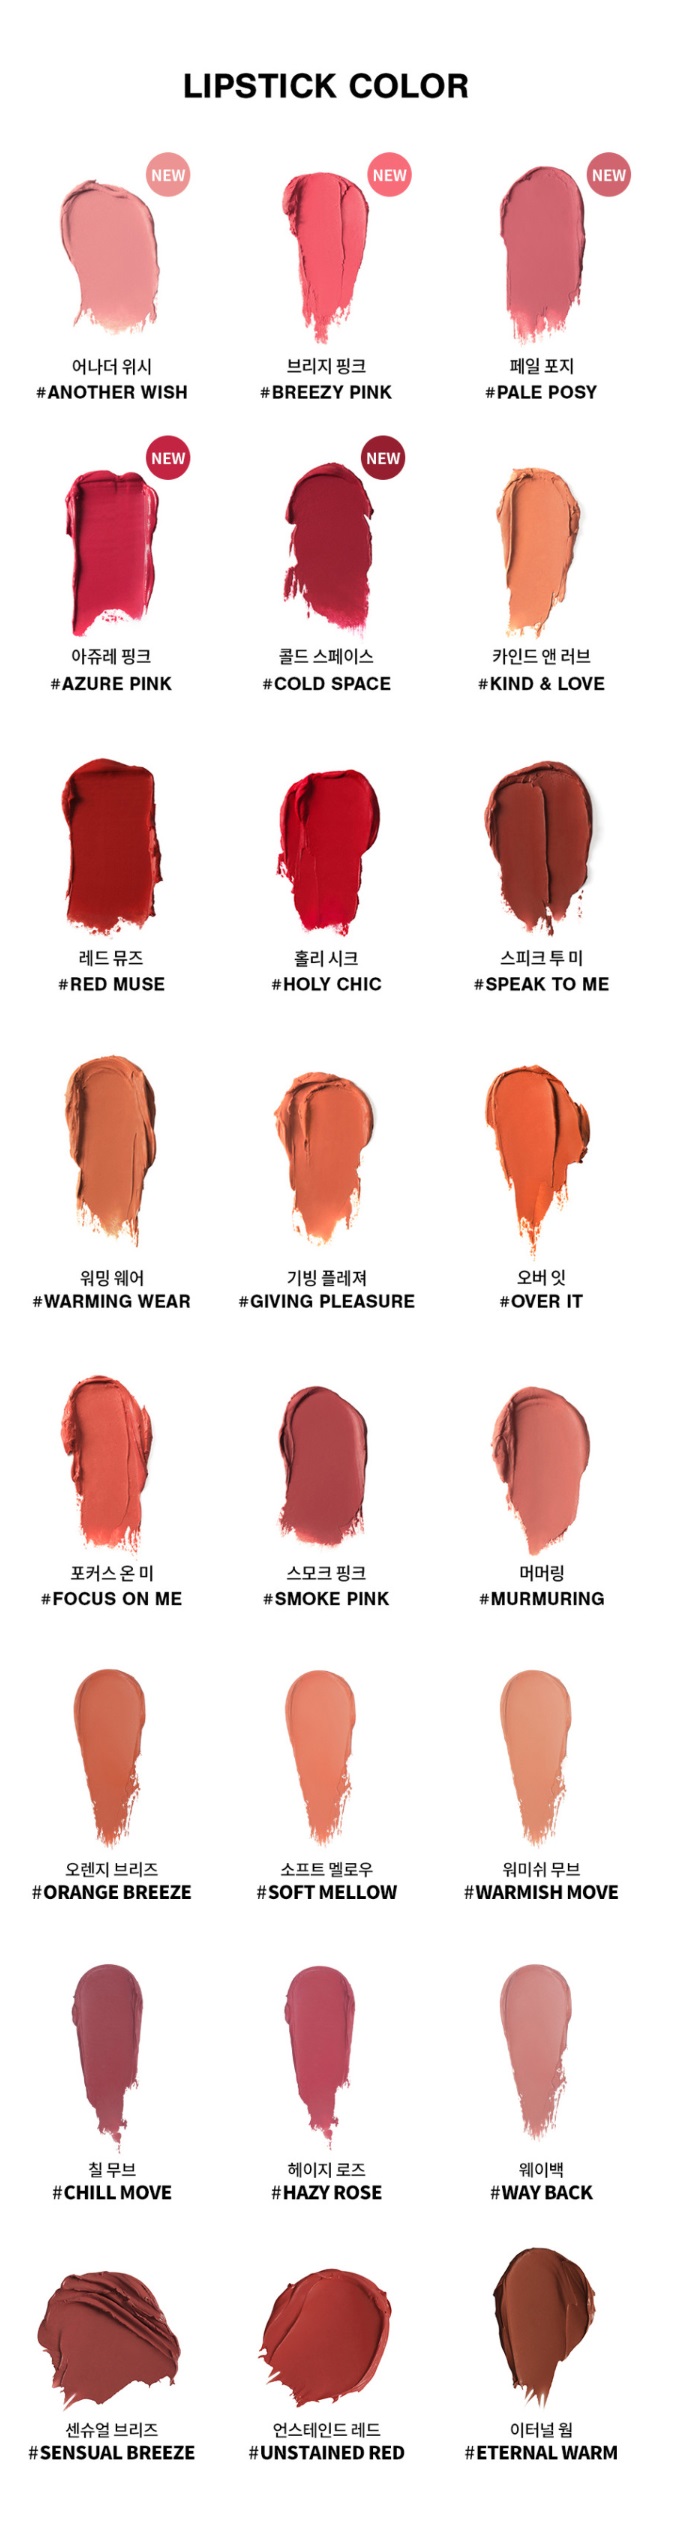 LIPSTICK COLOR
NEW
NEW
NEW
어나더 위시
브리지 핑크
페일 포지
#ANOTHER WISH
#BREEZY PINK
#PALE POSY
NEW
NEW
아쥬레 핑크
콜드 스페이스
카인드 앤 러브
#AZURE PINK
#COLD SPACE
#KIND & LOVE
레드 뮤즈
홀리 시크
스피크 투 미
#RED MUSE
#HOLY CHIC
#SPEAK TO ME
워밍 웨어
기빙 플레져
오버 잇
#WARMING WEAR
#GIVING PLEASURE
#OVER IT
포커스 온 미
스모크 핑크
머머링
#FOCUS ON ME
#SMOKE PINK
#MURMURING
오렌지 브리즈
소프트 멜로우
워미쉬 무브
#ORANGE BREEZE
#SOFT MELLOW
#WARMISH MOVE
칠 무브
헤이지 로즈
웨이백
#CHILL MOVE
#HAZY ROSE
#WAY BACK
센슈얼 브리즈
언스테인드 레드
이터널 웜
#SENSUAL BREEZE
#UNSTAINED RED
#ETERNAL WARM